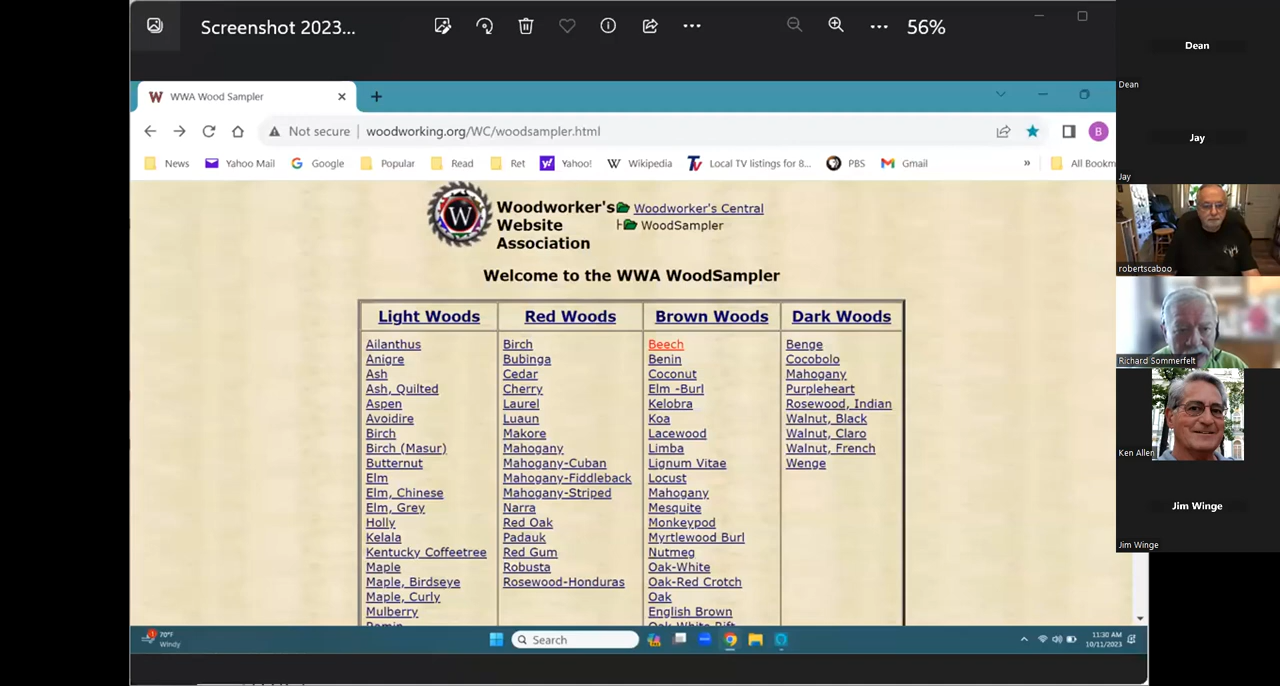 Screenshot 2023...
56%
WWA Wood Sampler
Not secure
woodworking.org/WC/woodsampler.html
B
News
Yahoo Mail
Google
Popular
Read
Ret
Yahoo!
Wikipedia
Local TV listings for 8...
PBS
Gmail
»
All Bookm
W
Woodworker's
Website
Association
Woodworker's Central
WoodSampler
Welcome to the WWA WoodSampler
Light Woods
Ailanthus
Anigre
Ash
Ash, Quilted
Aspen
Avoidire
Birch
Birch (Masur)
Butternut
Elm
Elm, Chinese
Elm, Grey
Holly
Kelala
Kentucky Coffeetree
Maple
Maple, Birdseye
Maple, Curly
Mulberry
Red Woods
Birch
Bubinga
Cedar
Cherry
Laurel
Luaun
Makore
Mahogany
Mahogany-Cuban
Mahogany-Fiddleback
Mahogany-Striped
Narra
Red Oak
Padauk
Red Gum
Robusta
Rosewood-Honduras
Brown Woods
Beech
Benin
Coconut
Elm -Burl
Kelobra
Koa
Lacewood
Limba
Lignum Vitae
Locust
Mahogany
Mesquite
Monkeypod
Myrtlewood Burl
Nutmeg
Oak-White
Oak-Red Crotch
Oak
English Brown
Oak-White Rift
Dark Woods
Benge
Cocobolo
Mahogany
Purpleheart
Rosewood, Indian
Walnut, Black
Walnut, Claro
Walnut, French
Wenge
70°F
Windy
Search
11:30 AM
10/11/2023
Dean
Dean
Jay
Jay
robertscaboo
Richard Sommerfelt
Ken Allen
Jim Winge
Jim Winge